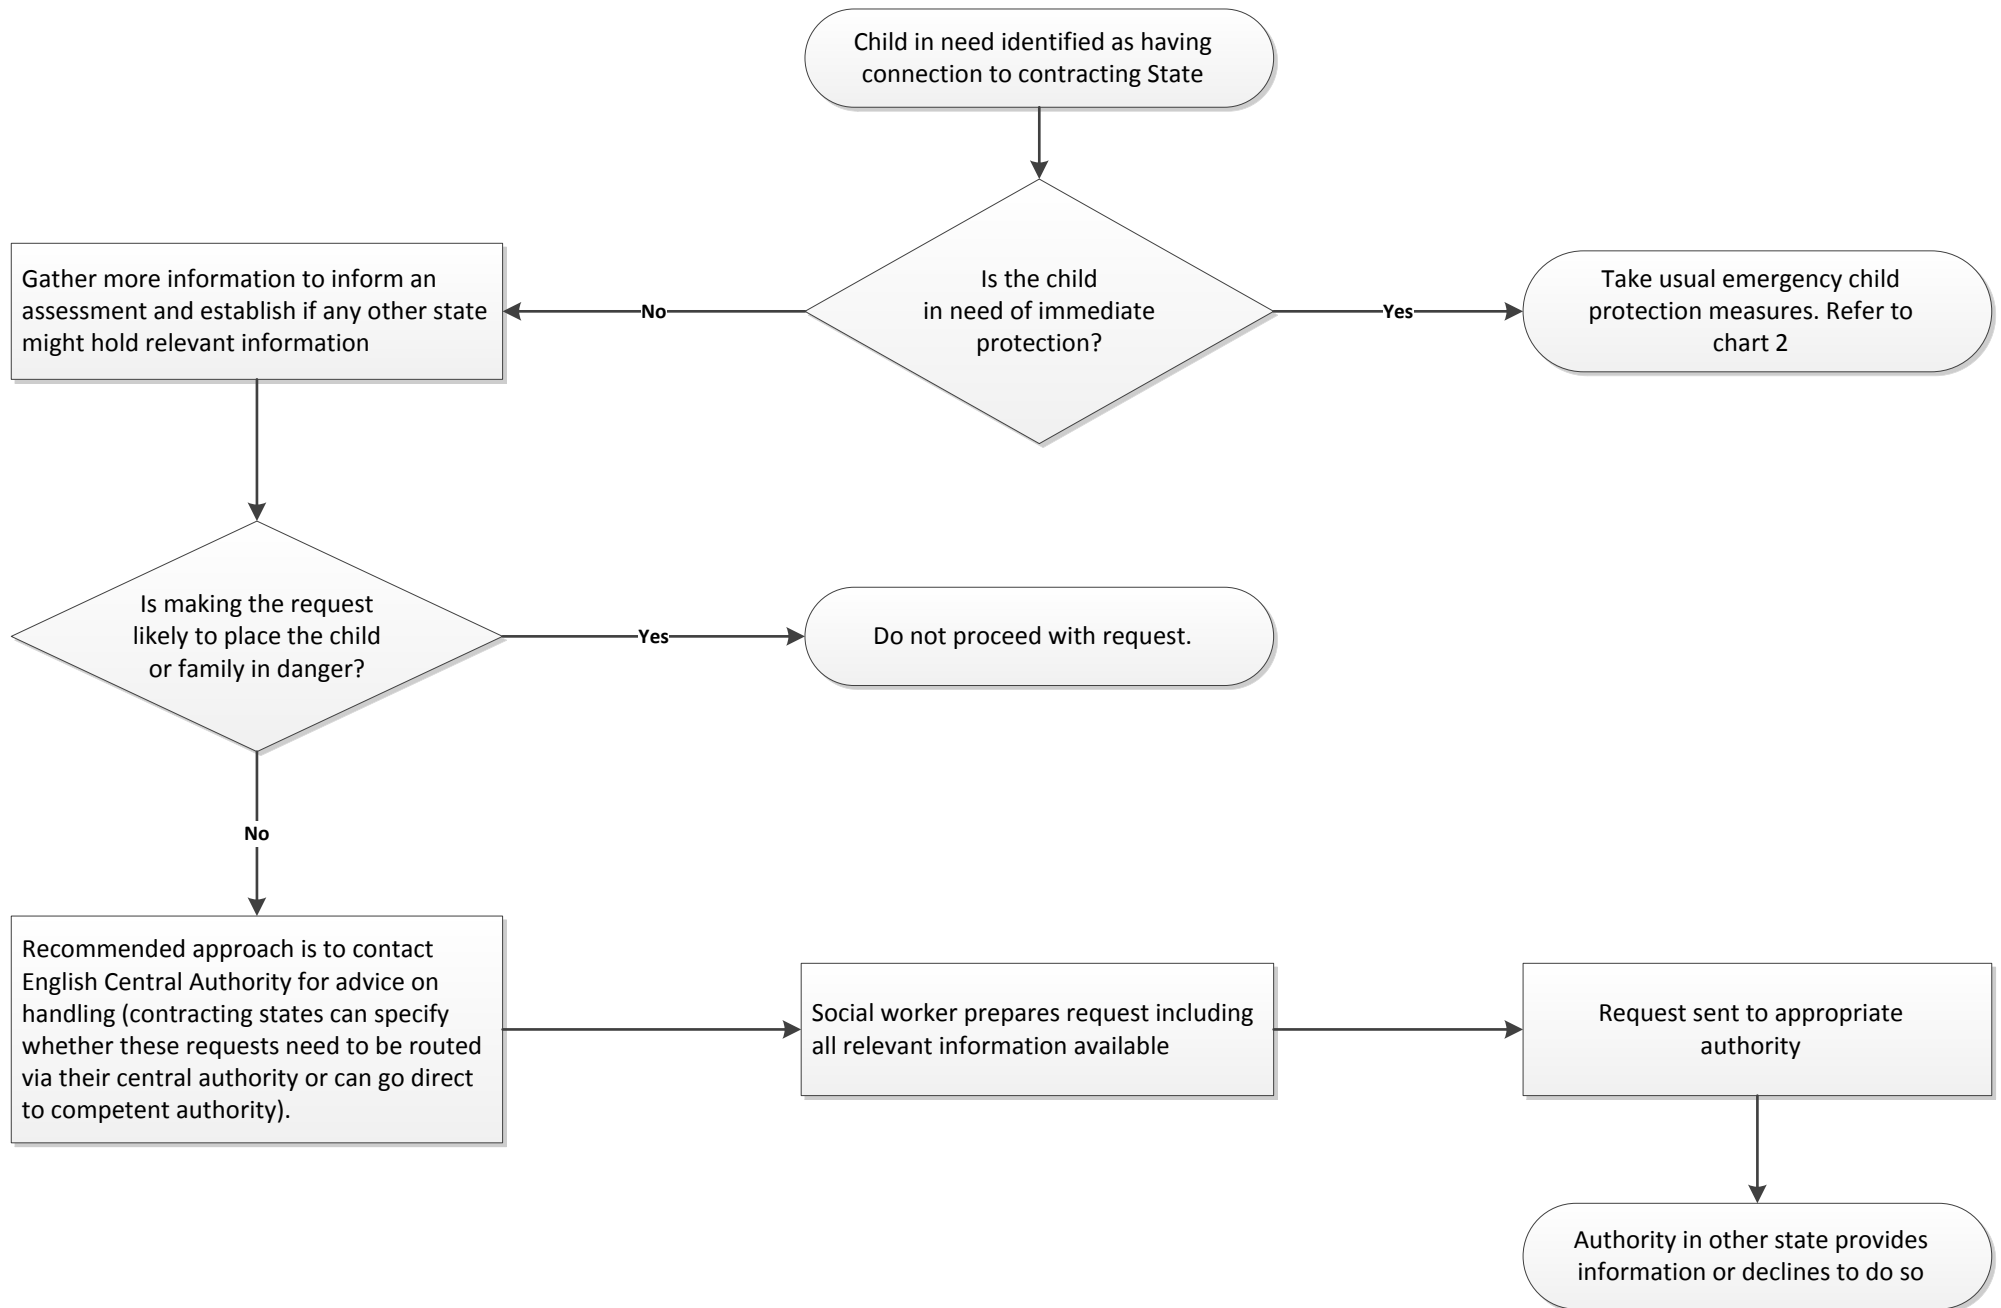 Child in need identified as having
connection to contracting State
Gather more information to inform an
assessment and establish if any other state
might hold relevant information
No
Is the child
in need of immediate
protection?
Yes
Take usual emergency child
protection measures. Refer to
chart 2
Is making the request
likely to place the child
or family in danger?
Yes
Do not proceed with request.
No
Recommended approach is to contact
English Central Authority for advice on
handling (contracting states can specify
whether these requests need to be routed
via their central authority or can go direct
to competent authority).
Social worker prepares request including
all relevant information available
Request sent to appropriate
authority
Authority in other state provides
information or declines to do so